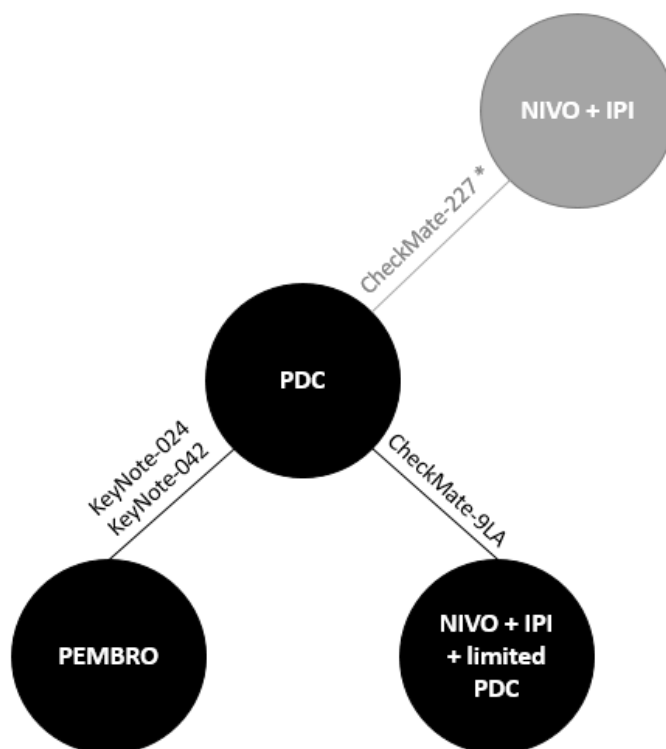 NIVO + IPI
CheckMate-227 *
PDC
KeyNote-024
KeyNote-042
CheckMate-9LA
PEMBRO
NIVO + IPI
+ limited
PDC